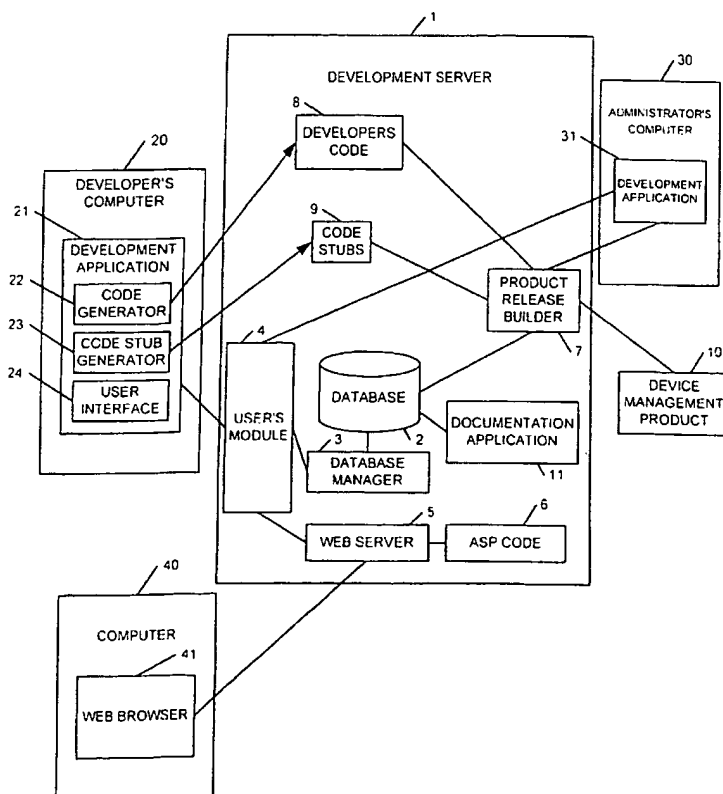 1
DEVELOPMENT SERVER
30
ADMINISTRATOR'S
COMPUTER
31
DEVELOPMENT
APPLICATION
8
DEVELOPERS
CODE
20
DEVELOPER'S
COMPUTER
21
DEVELOPMENT
APPLICATION
22
CODE
GENERATOR
23
CODE STUB
GENERATOR
24
USER
INTERFACE
9
CODE
STUBS
PRODUCT
RELEASE
BUILDER
7
4
USER'S
MODULE
DATABASE
2
3
DATABASE
MANAGER
DOCUMENTATION
APPLICATION
11
10
DEVICE
MANAGEMENT
PRODUCT
5
WEB SERVER
6
ASP CODE
40
COMPUTER
41
WEB BROWSER